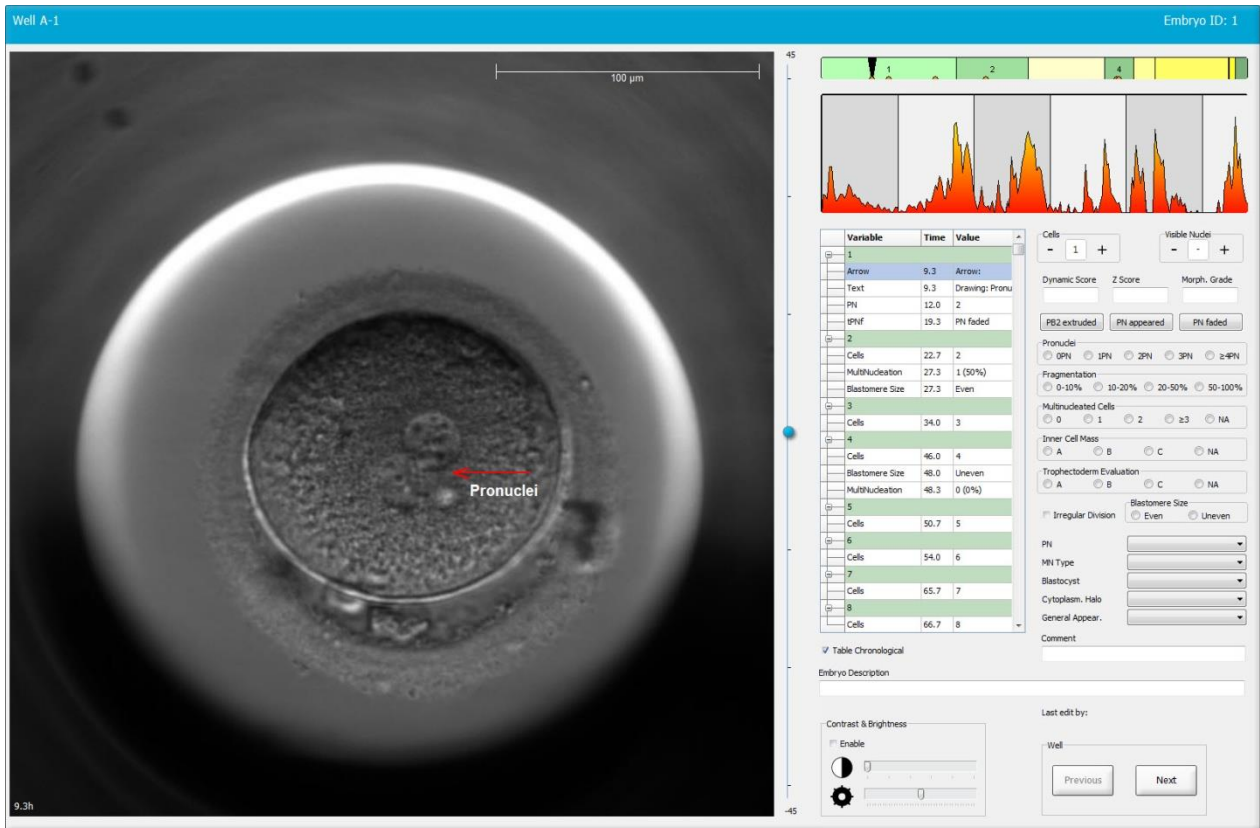 Well A-1 Embryo ID: 1
100 µm
Pronuclei
9.3h
45
-45
1 2 4
Variable Time Value
1
Arrow 9.3 Arrow:
Text 9.3 Drawing: Pronu
PN 12.0 2
tPNf 19.3 PN faded
2
Cells 22.7 2
MultiNucleation 27.3 1 (50%)
Blastomere Size 27.3 Even
3
Cells 34.0 3
4
Cells 46.0 4
Blastomere Size 48.0 Uneven
MultiNucleation 48.3 0 (0%)
5
Cells 50.7 5
6
Cells 54.0 6
7
Cells 65.7 7
8
Cells 66.7 8
Table Chronological
Cells
- 1 +
Visible Nuclei
- - +
Dynamic Score Z Score Morph. Grade
PB2 extruded PN appeared PN faded
Pronuclei
0PN 1PN 2PN 3PN ≥4PN
Fragmentation
0-10% 10-20% 20-50% 50-100%
Multinucleated Cells
0 1 2 ≥3 NA
Inner Cell Mass
A B C NA
Trophectoderm Evaluation
A B C NA
Irregular Division
Blastomere Size
Even Uneven
PN
MN Type
Blastocyst
Cytoplasm. Halo
General Appear.
Comment
Embryo Description
Contrast & Brightness
Enable
Last edit by:
Well
Previous Next